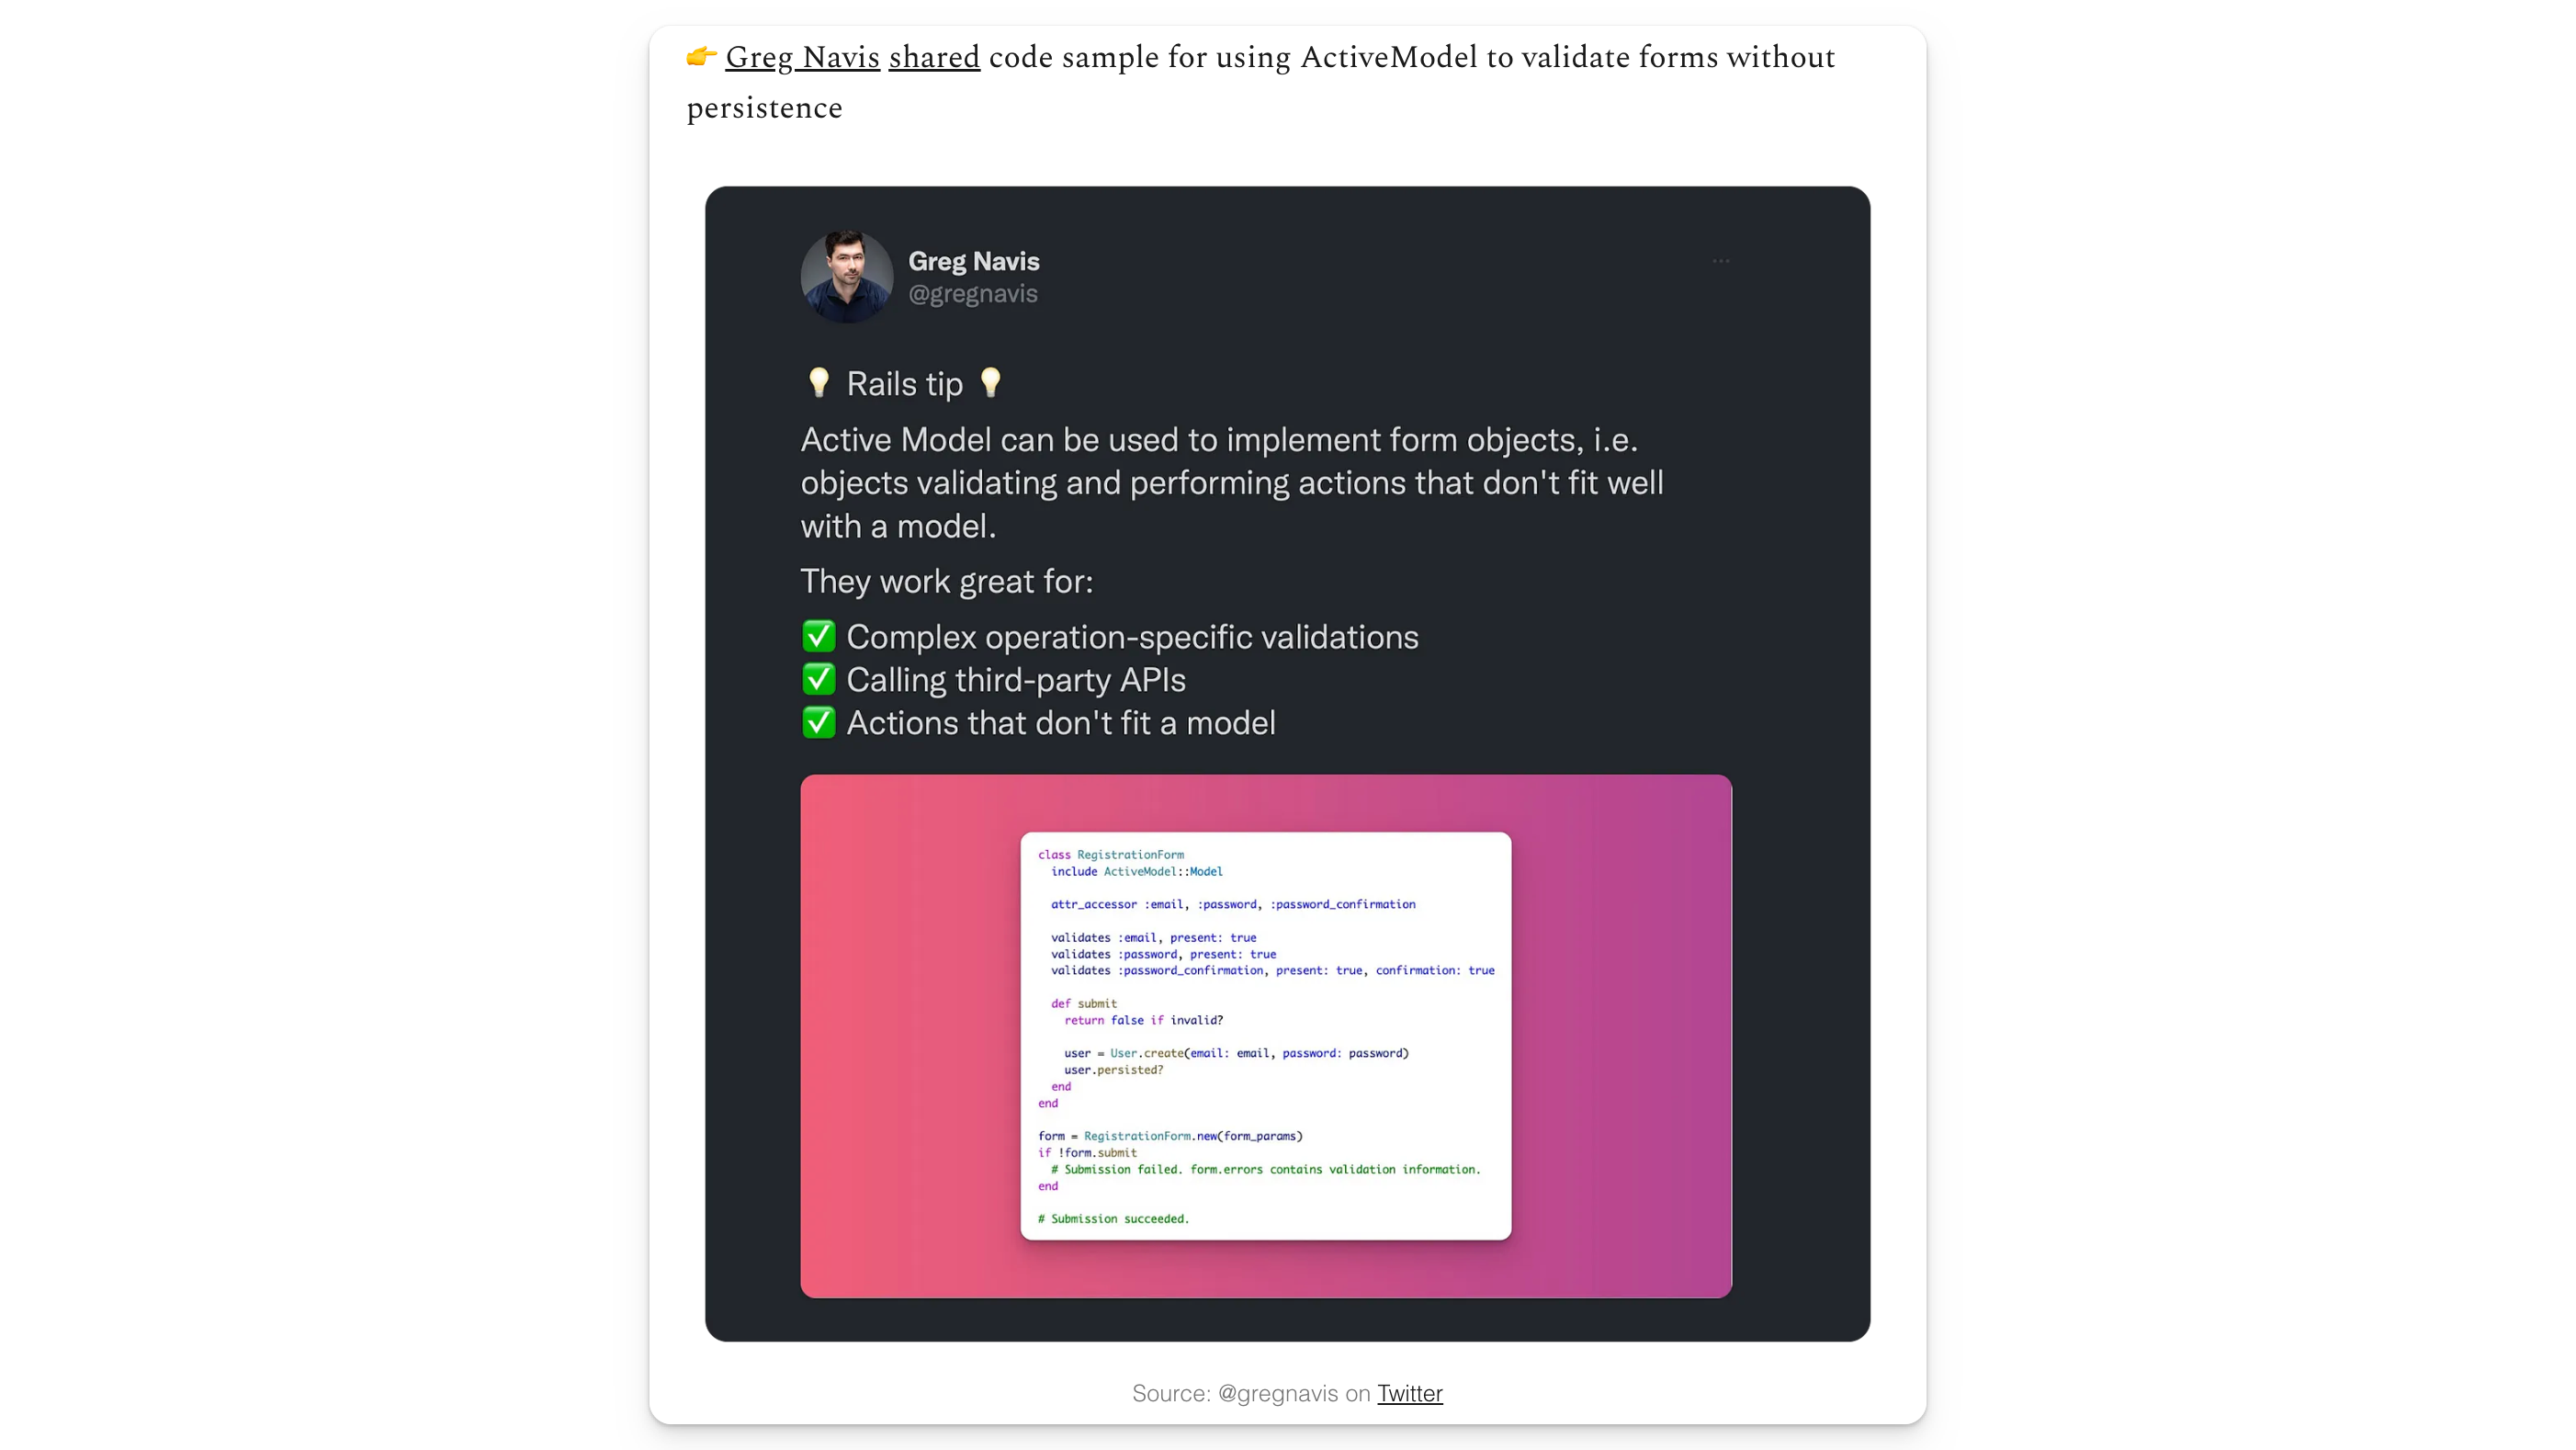 👉 Greg Navis shared code sample for using ActiveModel to validate forms without
persistence
Greg Navis
@gregnavis
💡 Rails tip 💡
Active Model can be used to implement form objects, i.e.
objects validating and performing actions that don't fit well
with a model.
They work great for:
✅ Complex operation-specific validations
✅ Calling third-party APIs
✅ Actions that don't fit a model
class RegistrationForm
  include ActiveModel::Model
  attr_accessor :email, :password, :password_confirmation
  validates :email, present: true
  validates :password, present: true
  validates :password_confirmation, present: true, confirmation: true
  def submit
    return false if invalid?
    user = User.create(email: email, password: password)
    user.persisted?
  end
end
form = RegistrationForm.new(form_params)
if !form.submit
  # Submission failed. form.errors contains validation information.
end
# Submission succeeded.
Source: @gregnavis on Twitter